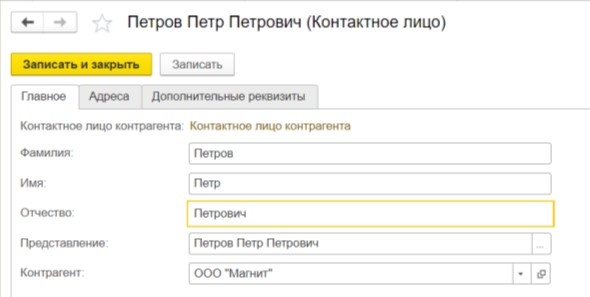 Петров Петр Петрович (Контактное лицо)
Записать и закрыть Записать
Главное Адреса Дополнительные реквизиты
Контактное лицо контрагента: Контактное лицо контрагента
Фамилия: Петров
Имя: Петр
Отчество: Петрович
Представление: Петров Петр Петрович ...
Контрагент: ООО "Магнит"